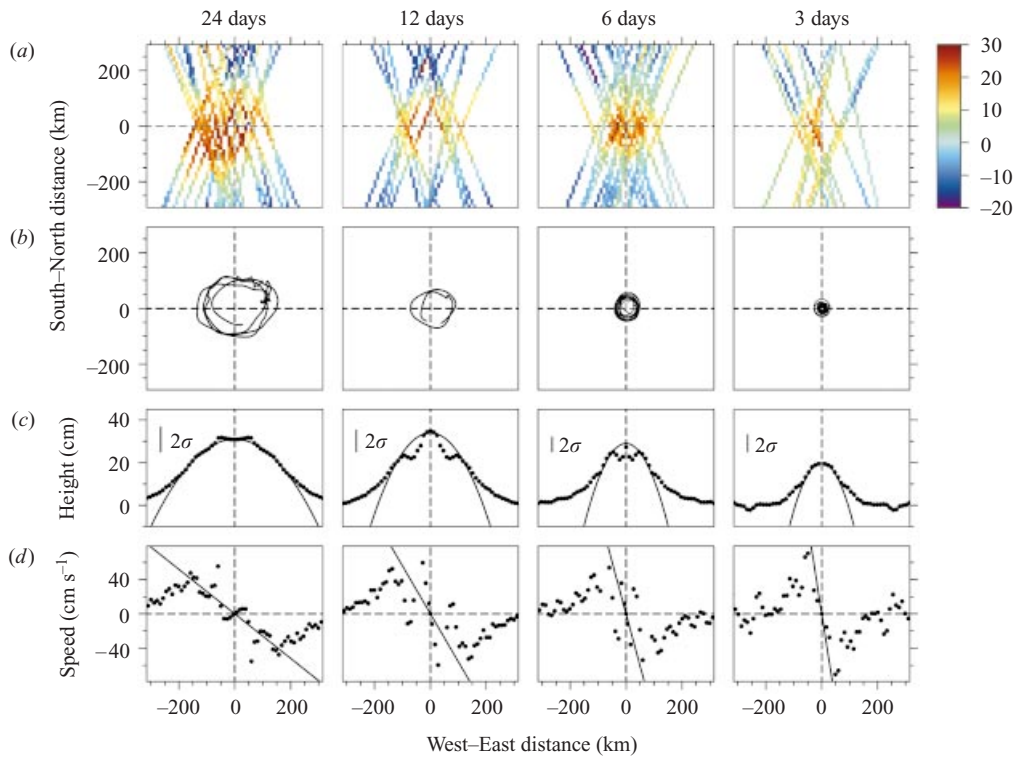 24 days 12 days 6 days 3 days
(a)
200
0
–200
30
20
10
0
–10
–20
South–North distance (km)
(b)
200
0
–200
(c)
Height (cm)
40
20
0
2σ 2σ 2σ 2σ
(d)
Speed (cm s⁻¹)
40
0
–40
–200 0 200 –200 0 200 –200 0 200 –200 0 200
West–East distance (km)